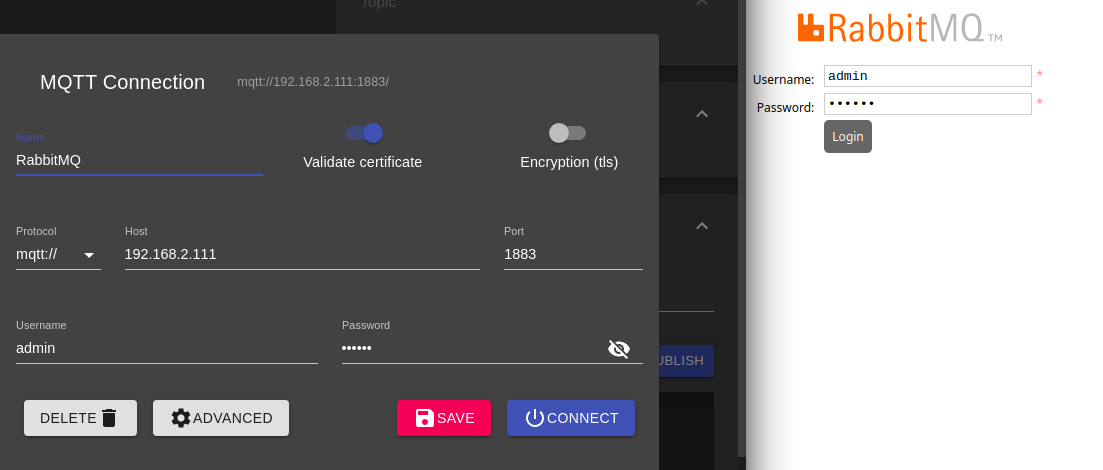 Topic
MQTT Connection mqtt://192.168.2.111:1883/
Name
RabbitMQ
Validate certificate
Encryption (tls)
Protocol
mqtt://
Host
192.168.2.111
Port
1883
Username
admin
Password
••••••
DELETE
ADVANCED
SAVE
CONNECT
UBLISH
RabbitMQ™
Username: admin *
Password: •••••• *
Login